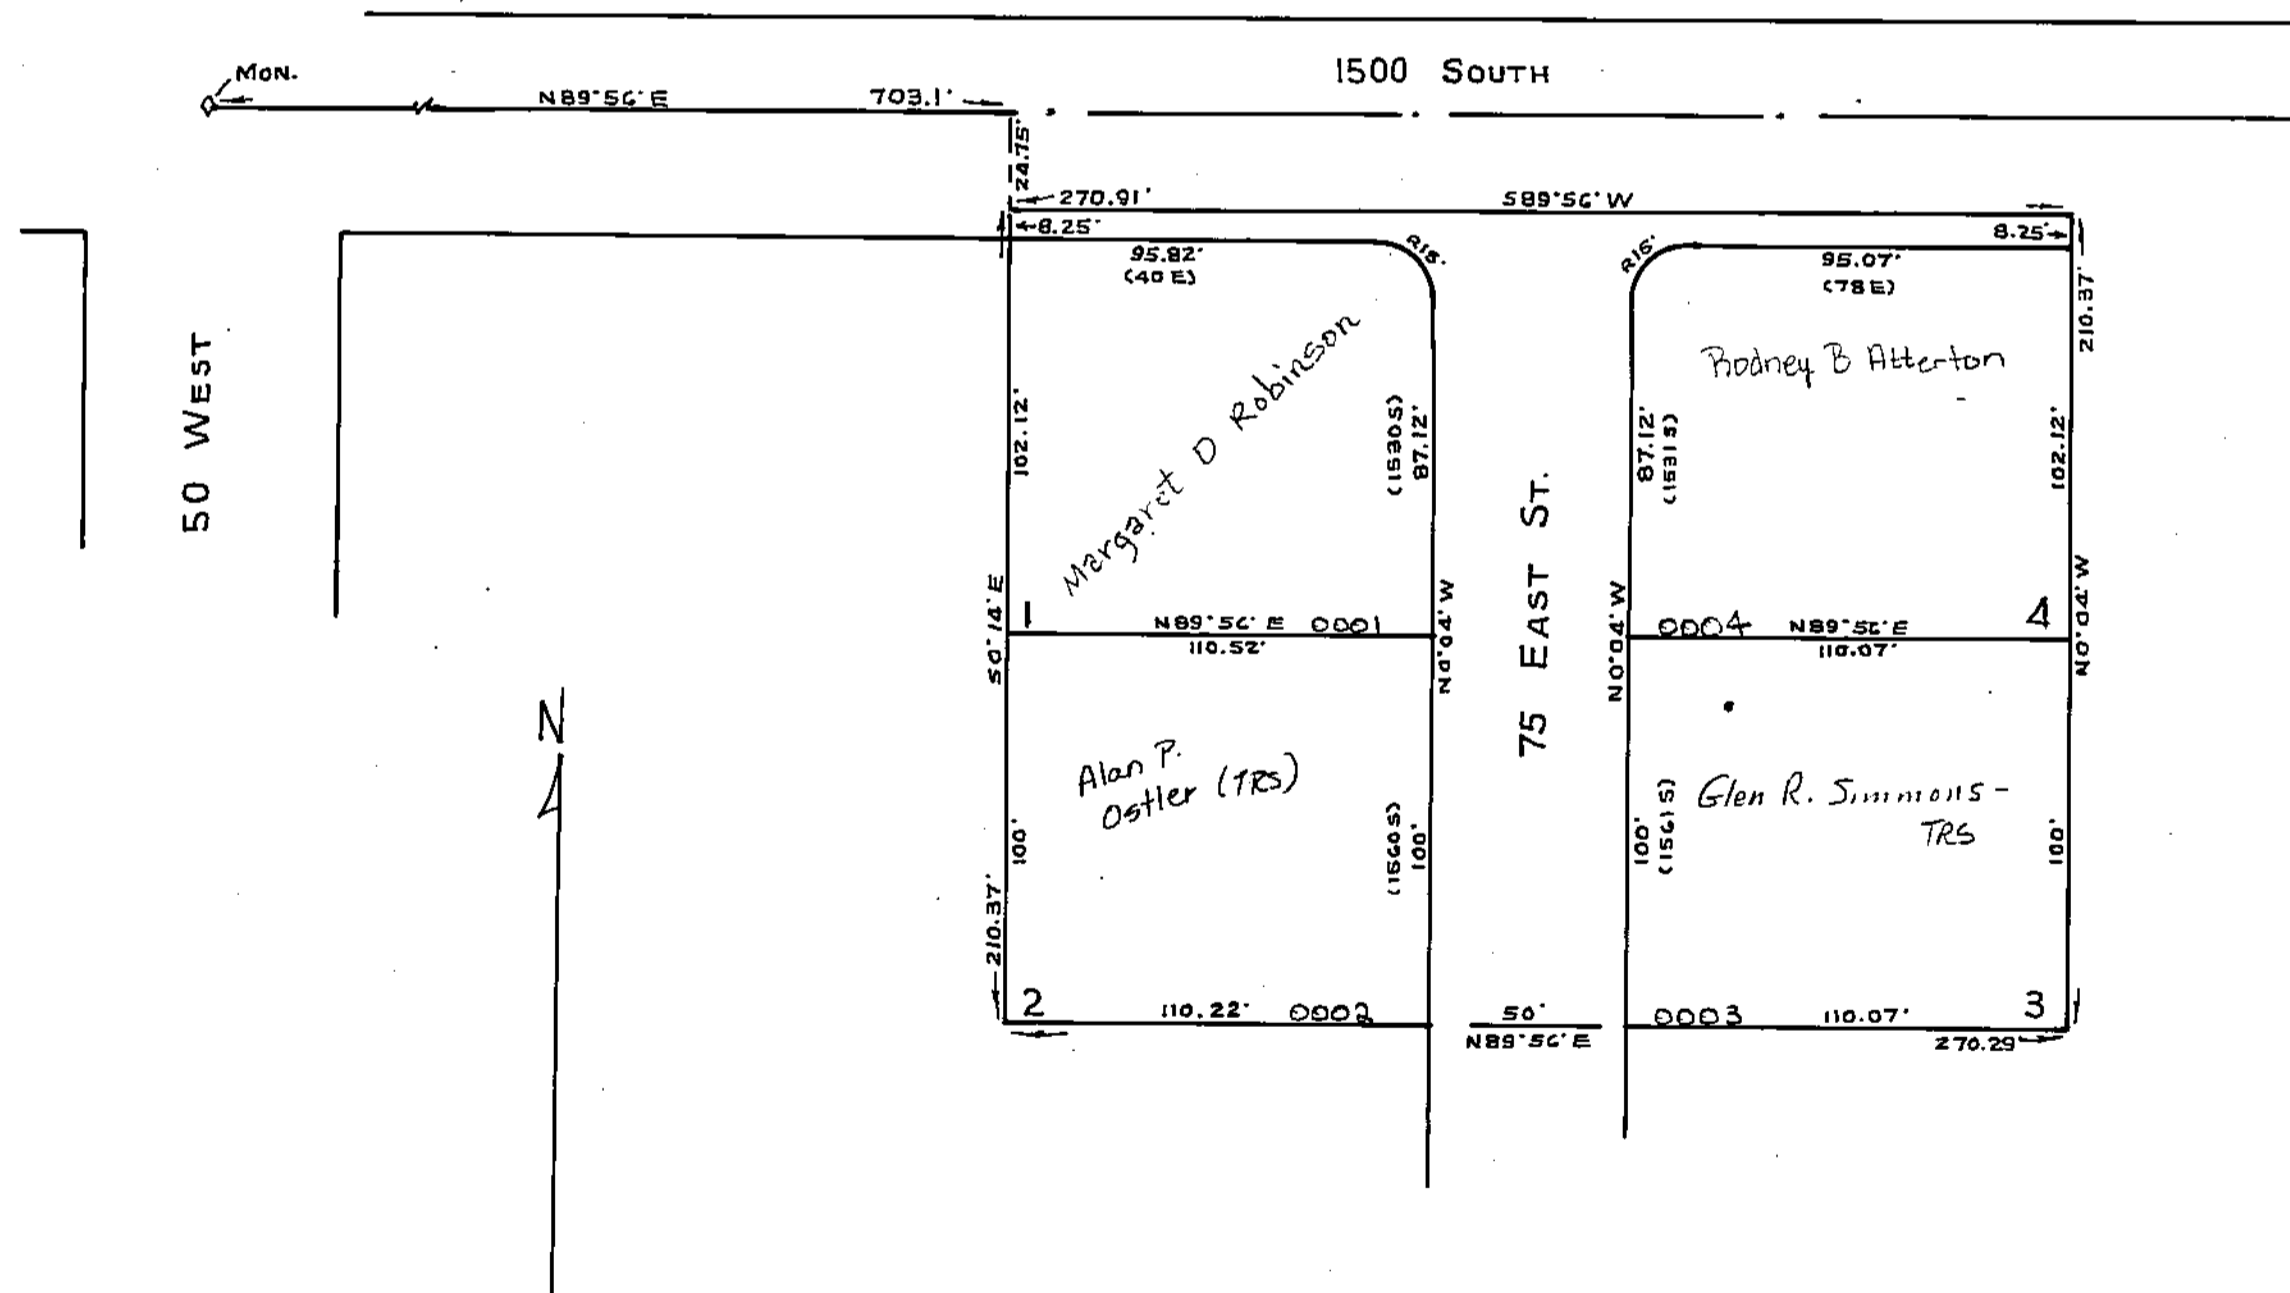 1500 SOUTH
MON.
N89°56'E 703.1'
24.75'
270.91' S89°56'W
8.25' 8.25'
95.82'
(40 E)
R15'
R15'
95.07'
(78 E)
210.37'
50 WEST
Margaret D Robinson
Rodney B Atterton
102.12'
(1530 S)
87.12'
87.12'
(1531 S)
102.12'
75 EAST ST.
S0°14'E
1
N89°56'E 0001
110.52'
N0°04'W
N0°04'W
0004 N89°56'E 4
110.07'
N0°04'W
N
Alan P.
Ostler (TRS)
Glen R. Simmons -
TRS
100'
(1560 S)
100'
100'
(1561 S)
100'
210.37'
2 110.22' 0002
50'
N89°56'E
0003 110.07' 3
270.29